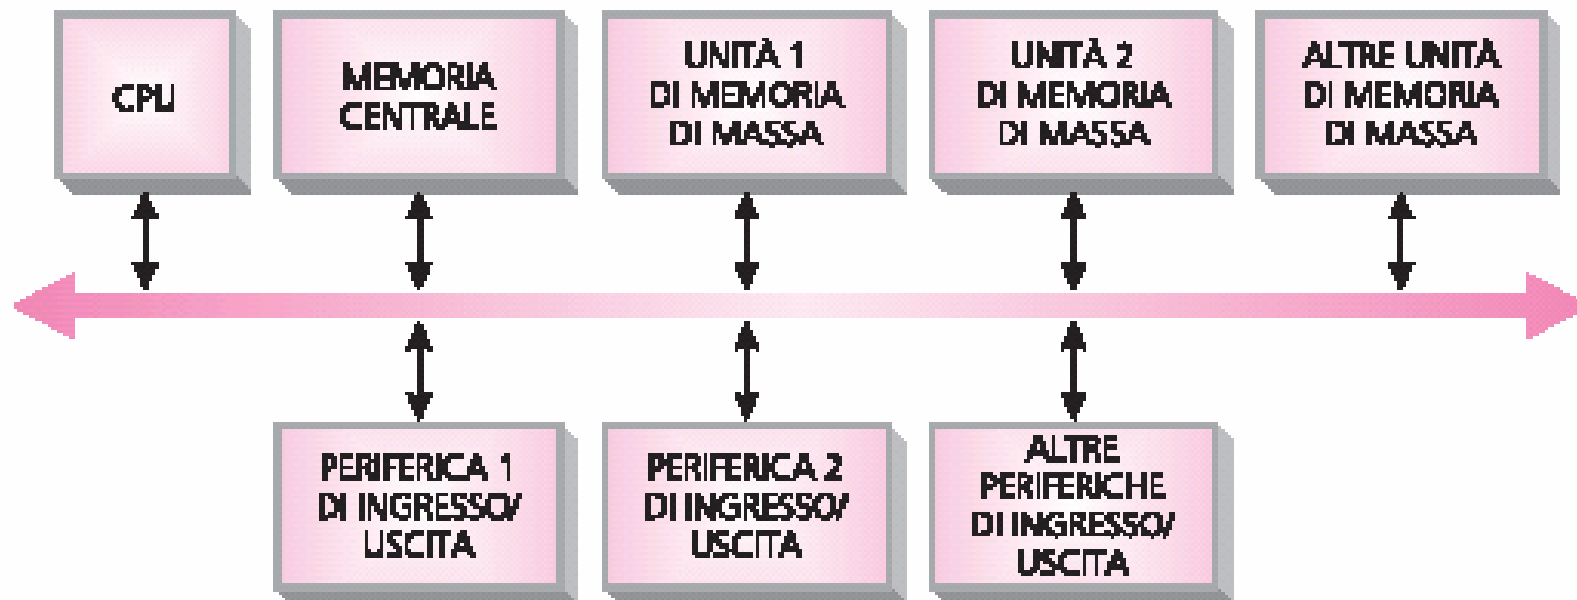 CPU
MEMORIA
CENTRALE
UNITÀ 1
DI MEMORIA
DI MASSA
UNITÀ 2
DI MEMORIA
DI MASSA
ALTRE UNITÀ
DI MEMORIA
DI MASSA
PERIFERICA 1
DI INGRESSO/
USCITA
PERIFERICA 2
DI INGRESSO/
USCITA
ALTRE
PERIFERICHE
DI INGRESSO/
USCITA